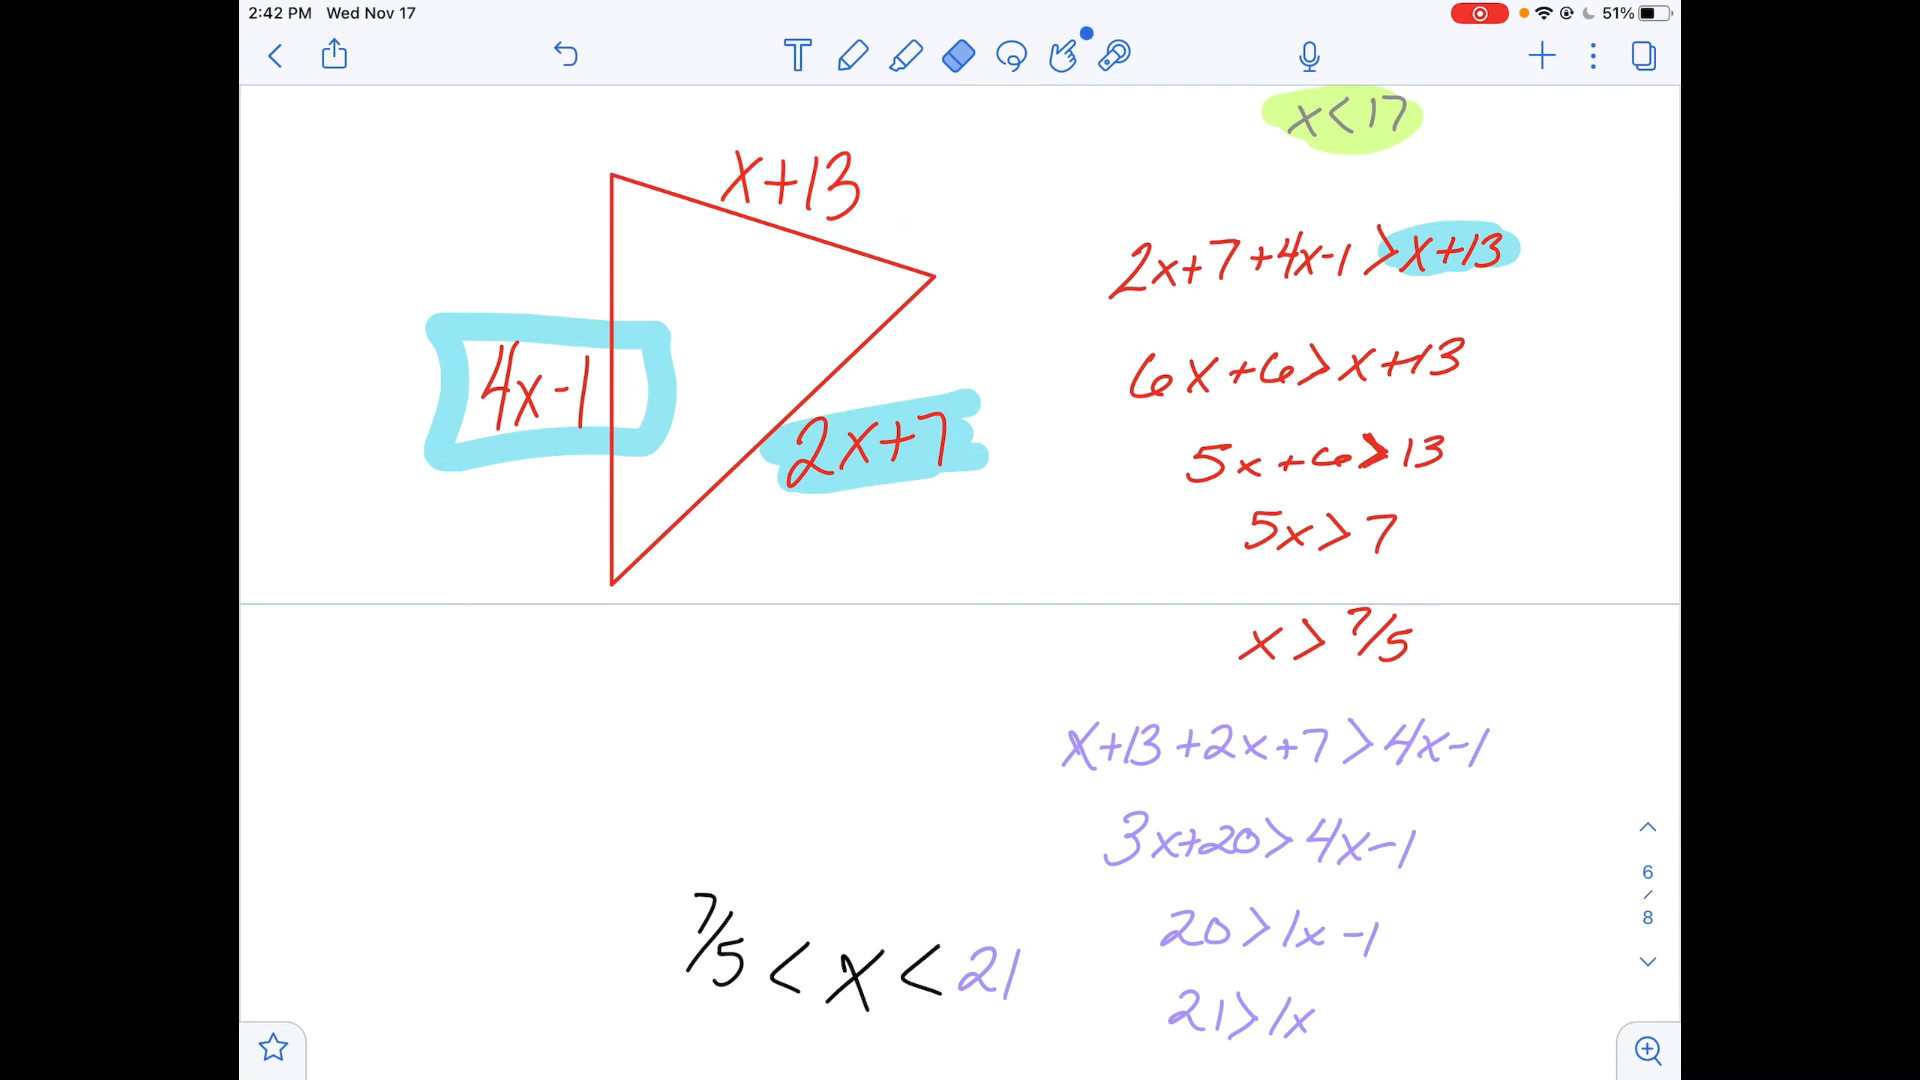 2:42 PM Wed Nov 17
51%
T
x<17
x+13
2x+7+4x-1>x+13
4x-1
6x+6>x+13
2x+7
5x+6>13
5x>7
x>7/5
x+13+2x+7>4x-1
3x+20>4x-1
20>1x-1
7/5<x<21
21>1x
6
/
8